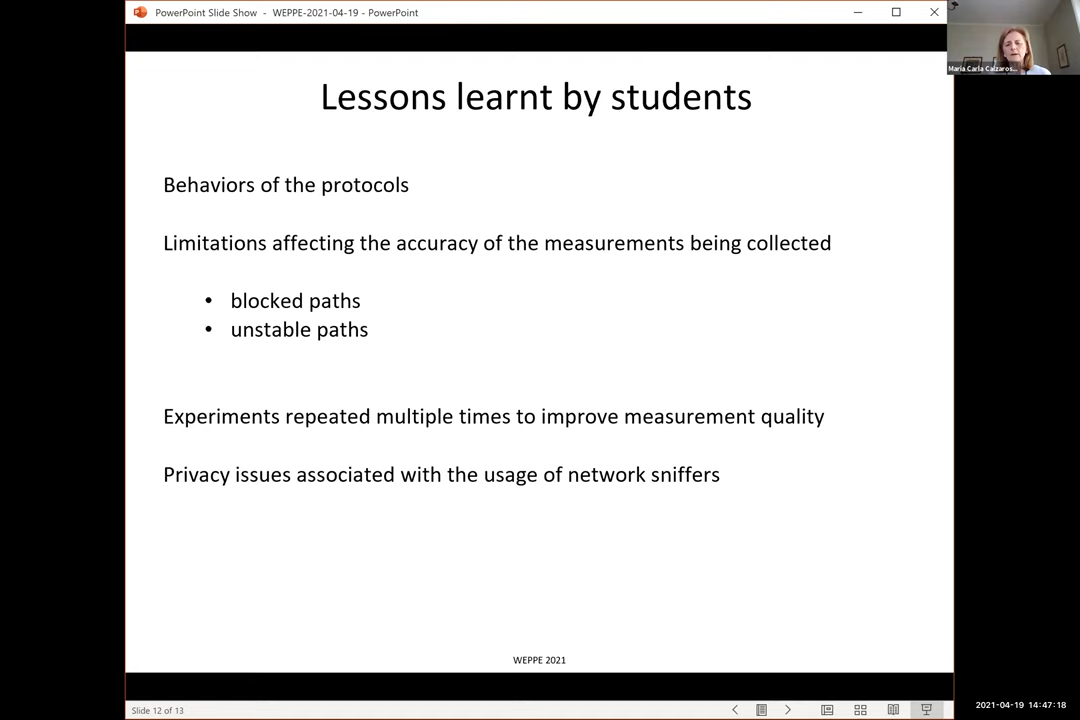 PowerPoint Slide Show - WEPPE-2021-04-19 - PowerPoint
Maria Carla Calzaros...
Lessons learnt by students
Behaviors of the protocols
Limitations affecting the accuracy of the measurements being collected
• blocked paths
• unstable paths
Experiments repeated multiple times to improve measurement quality
Privacy issues associated with the usage of network sniffers
WEPPE 2021
Slide 12 of 13
2021-04-19 14:47:18